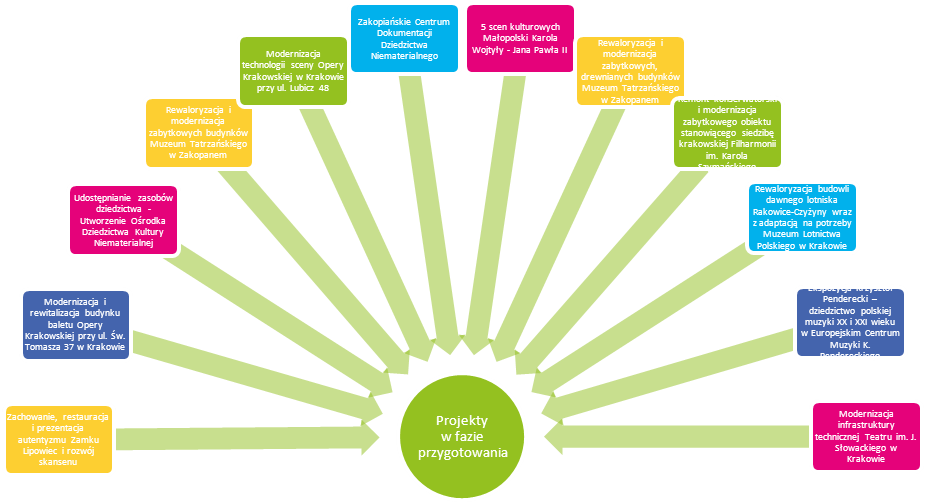 Zakopiańskie Centrum
Dokumentacji
Dziedzictwa
Niematerialnego
5 scen kulturowych
Małopolski Karola
Wojtyły - Jana Pawła II
Modernizacja
technologii sceny Opery
Krakowskiej w Krakowie
przy ul. Lubicz 48
Rewaloryzacja i
modernizacja
zabytkowych,
drewnianych budynków
Muzeum Tatrzańskiego
w Zakopanem
Rewaloryzacja i
modernizacja
zabytkowych budynków
Muzeum Tatrzańskiego
w Zakopanem
i modernizacja
zabytkowego obiektu
stanowiącego siedzibę
krakowskiej Filharmonii
im. Karola
Udostępnianie zasobów
dziedzictwa -
Utworzenie Ośrodka
Dziedzictwa Kultury
Niematerialnej
Rewaloryzacja budowli
dawnego lotniska
Rakowice-Czyżyny wraz
z adaptacją na potrzeby
Muzeum Lotnictwa
Polskiego w Krakowie
Modernizacja i
rewitalizacja budynku
baletu Opery
Krakowskiej przy ul. Św.
Tomasza 37 w Krakowie
Penderecki –
dziedzictwo polskiej
muzyki XX i XXI wieku
w Europejskim Centrum
Muzyki K.
Zachowanie, restauracja
i prezentacja
autentyzmu Zamku
Lipowiec i rozwój
skansenu
Projekty
w fazie
przygotowania
Modernizacja
infrastruktury
technicznej Teatru im. J.
Słowackiego w
Krakowie